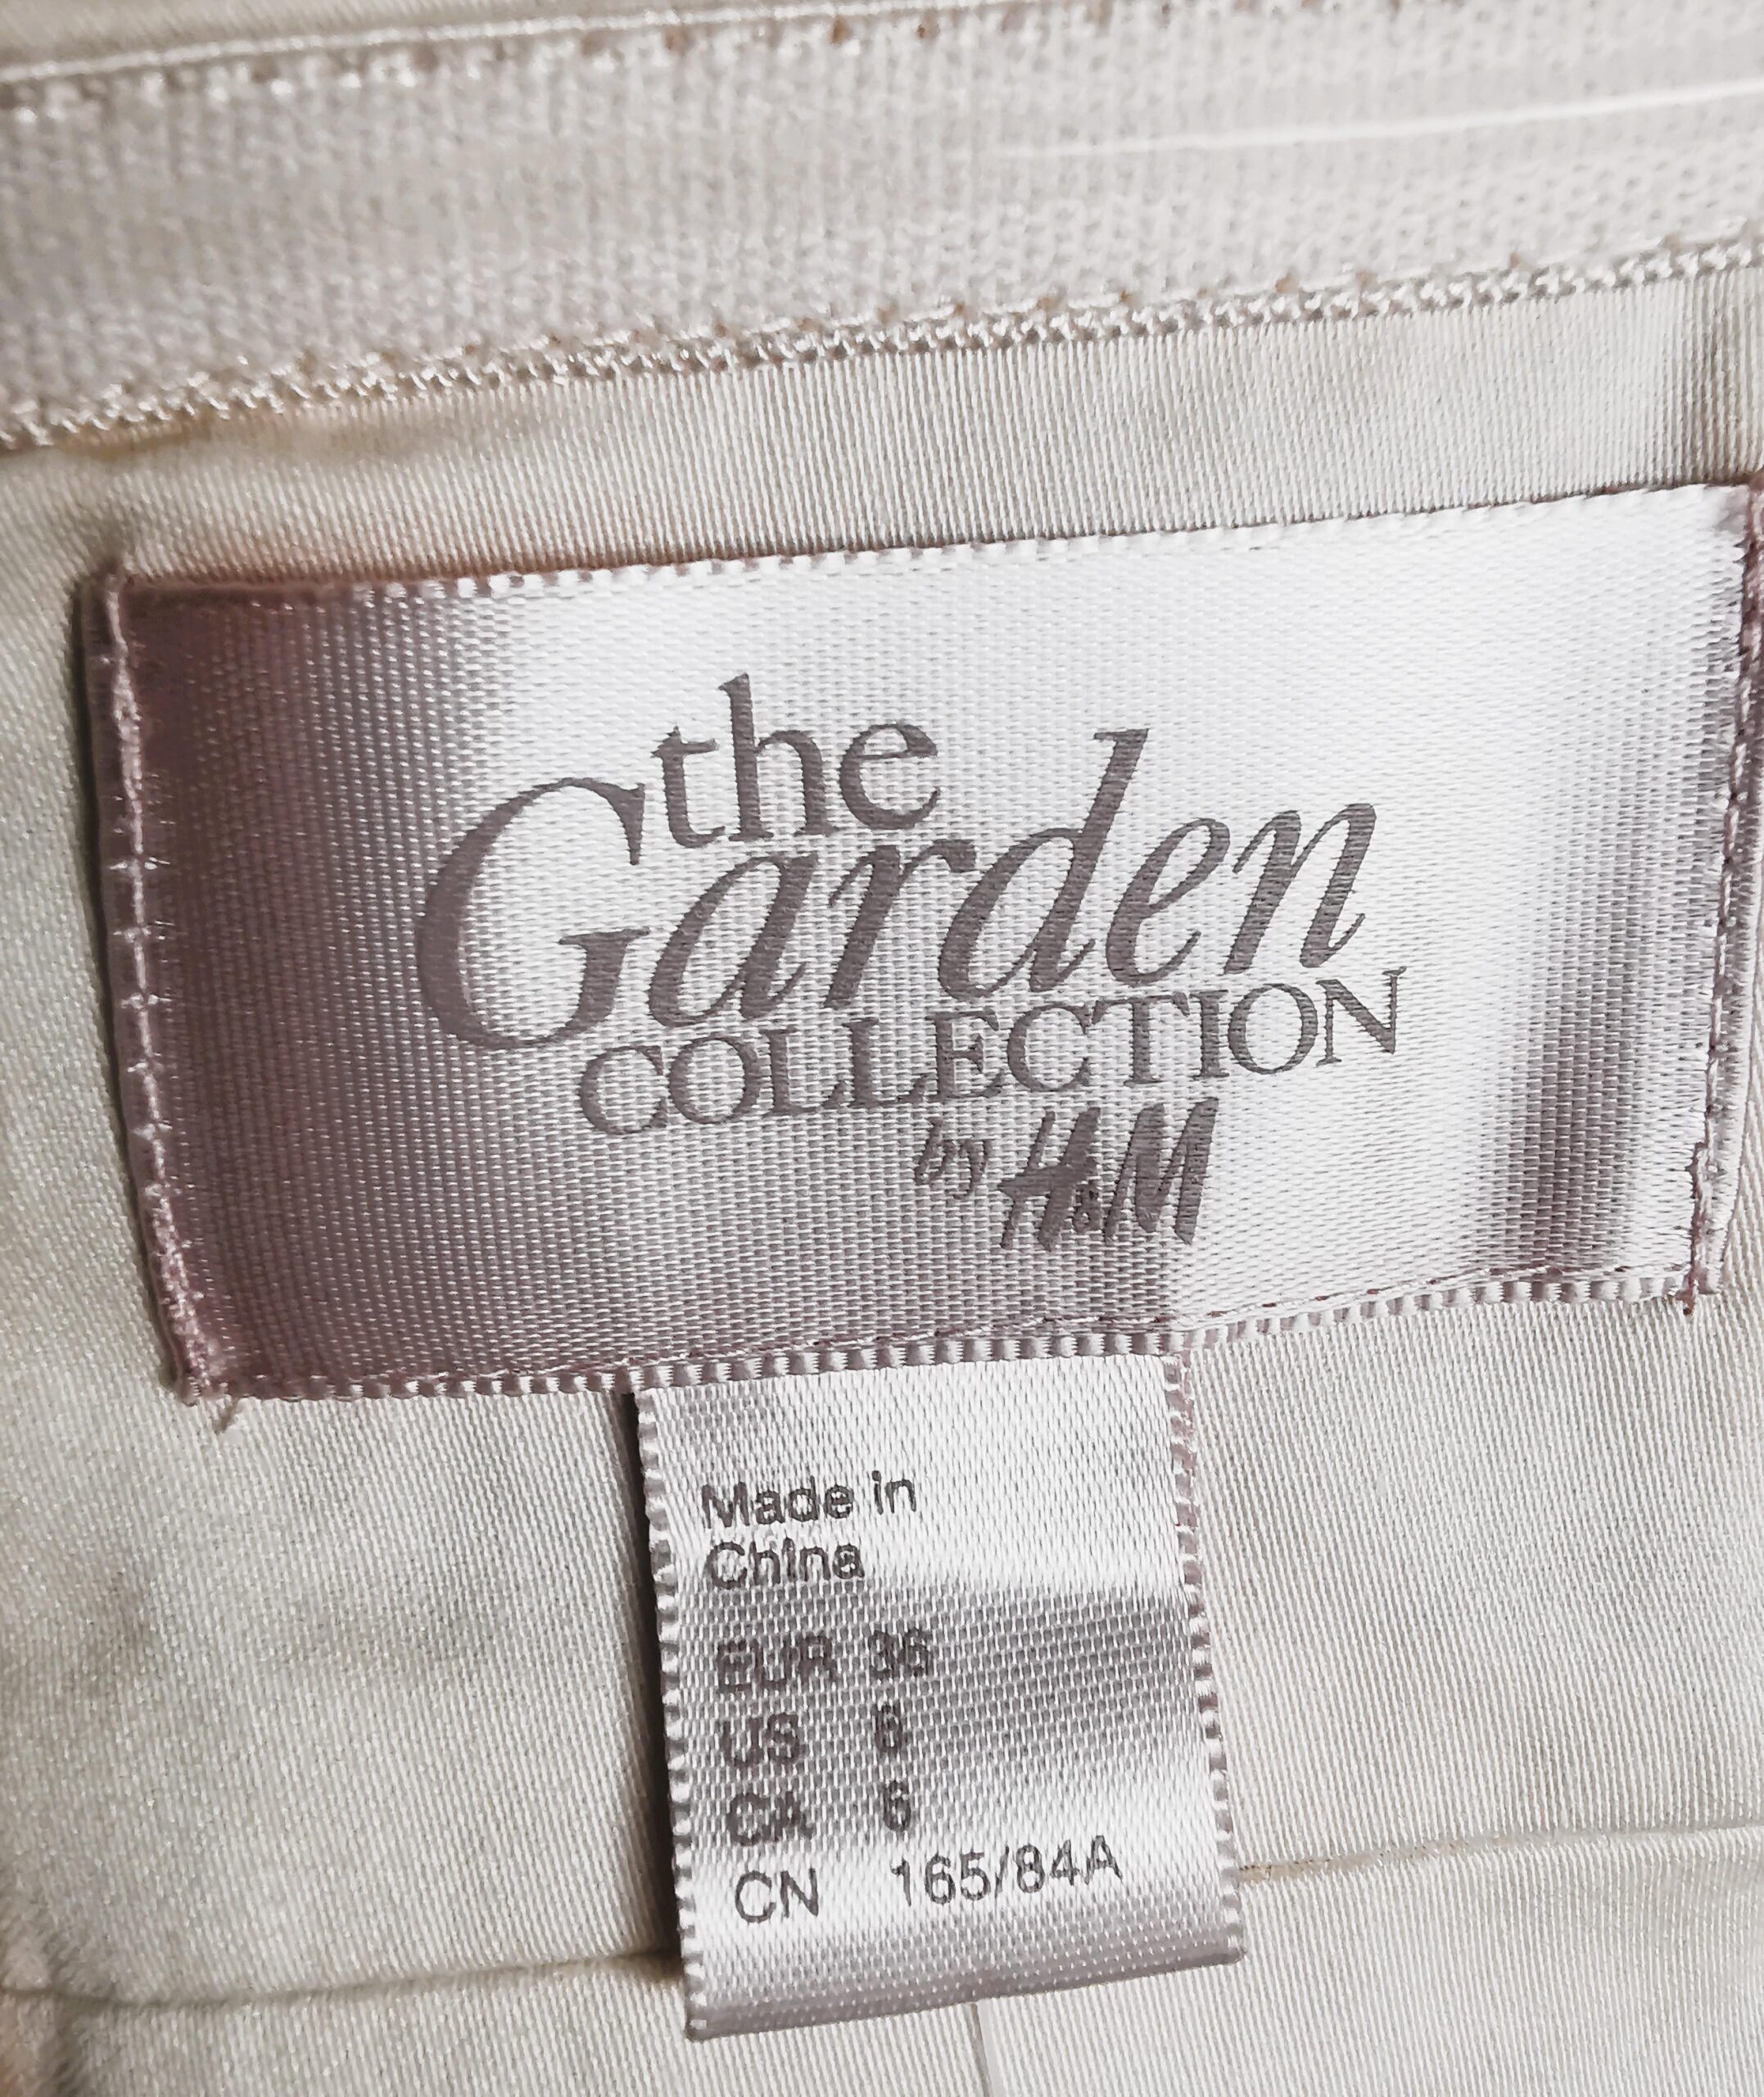 the
Garden
COLLECTION
by H&M
Made in
China
EUR 36
US 6
CA 6
CN 165/84A